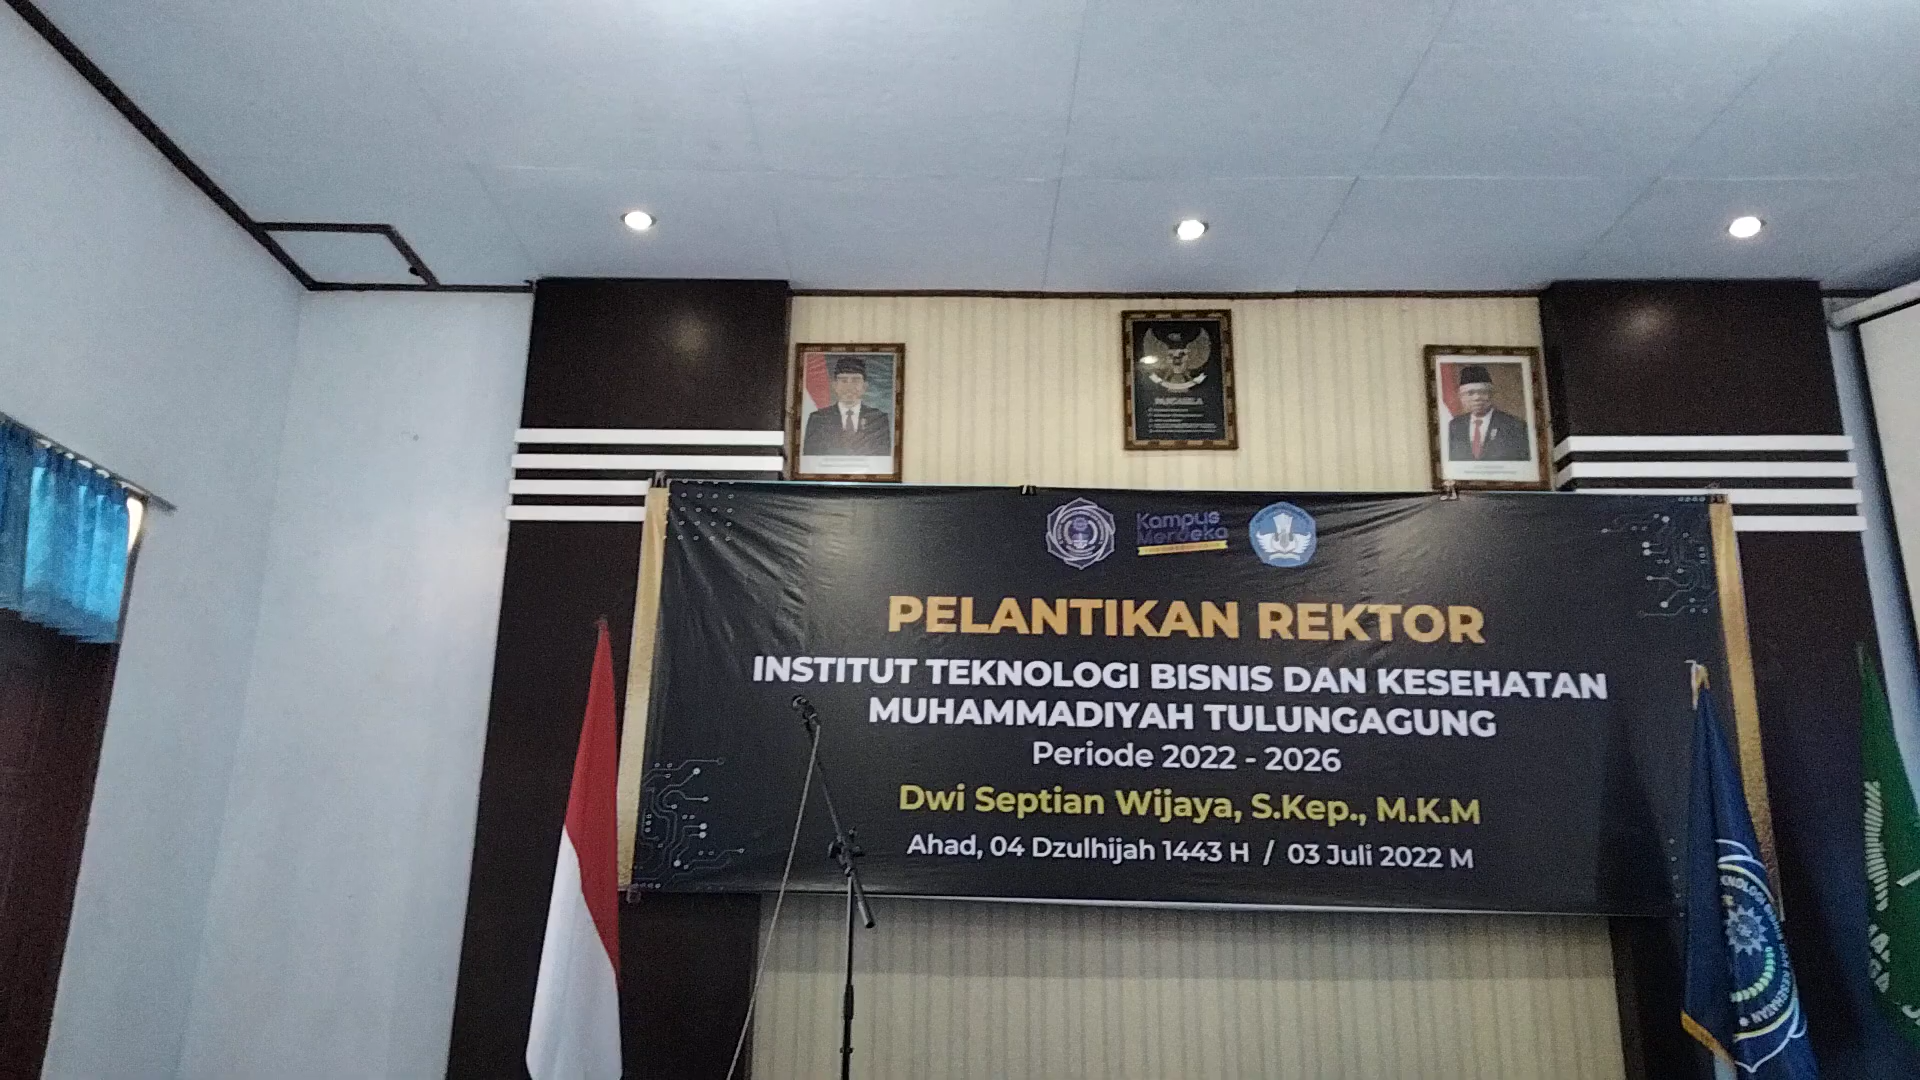 PANCASILA
Kampus
Merdeka
PELANTIKAN REKTOR
INSTITUT TEKNOLOGI BISNIS DAN KESEHATAN
MUHAMMADIYAH TULUNGAGUNG
Periode 2022 - 2026
Dwi Septian Wijaya, S.Kep., M.K.M
Ahad, 04 Dzulhijah 1443 H / 03 Juli 2022 M